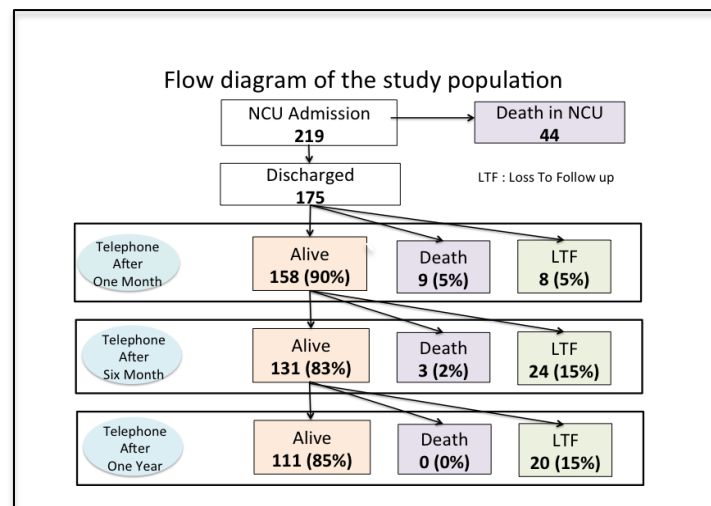 Flow diagram of the study population
NCU Admission
219
Death in NCU
44
Discharged
175
LTF : Loss To Follow up
Telephone
After
One Month
Alive
158 (90%)
Death
9 (5%)
LTF
8 (5%)
Telephone
After
Six Month
Alive
131 (83%)
Death
3 (2%)
LTF
24 (15%)
Telephone
After
One Year
Alive
111 (85%)
Death
0 (0%)
LTF
20 (15%)